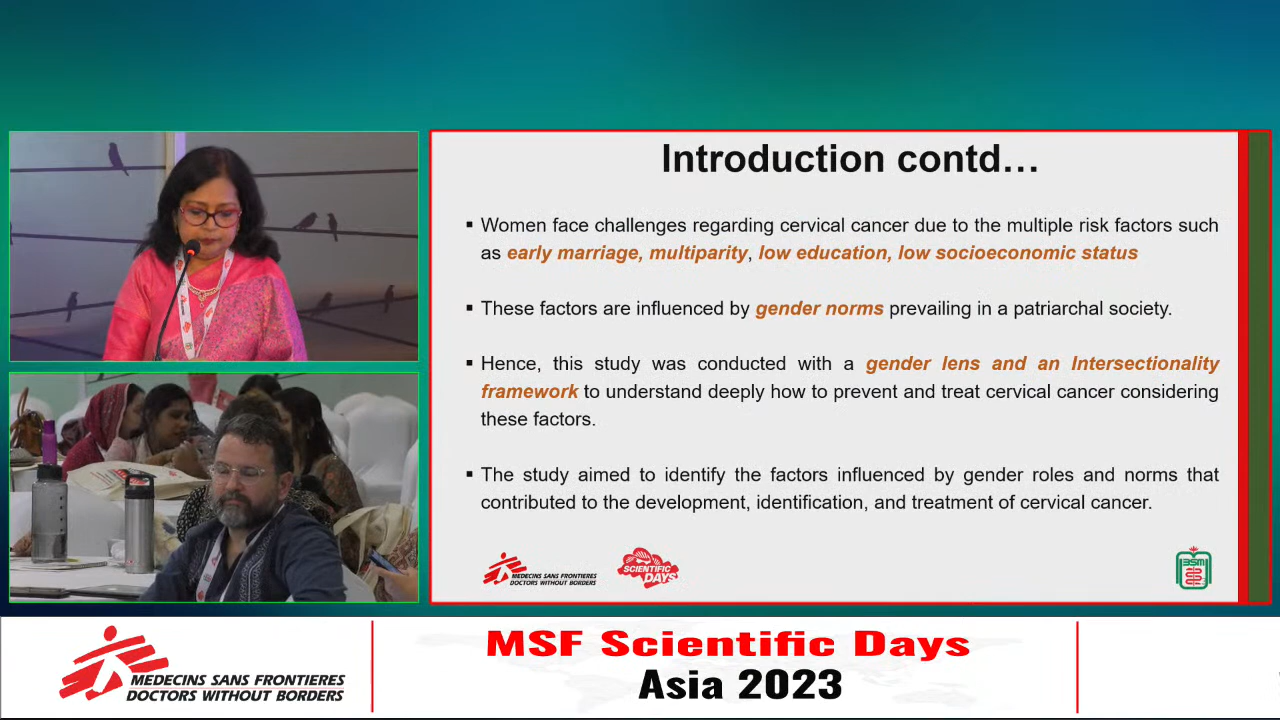 Introduction contd…
▪ Women face challenges regarding cervical cancer due to the multiple risk factors such
as early marriage, multiparity, low education, low socioeconomic status
▪ These factors are influenced by gender norms prevailing in a patriarchal society.
▪ Hence, this study was conducted with a gender lens and an Intersectionality
framework to understand deeply how to prevent and treat cervical cancer considering
these factors.
▪ The study aimed to identify the factors influenced by gender roles and norms that
contributed to the development, identification, and treatment of cervical cancer.
MEDECINS SANS FRONTIERES
DOCTORS WITHOUT BORDERS
SCIENTIFIC
DAYS
MEDECINS SANS FRONTIERES
DOCTORS WITHOUT BORDERS
MSF Scientific Days
Asia 2023